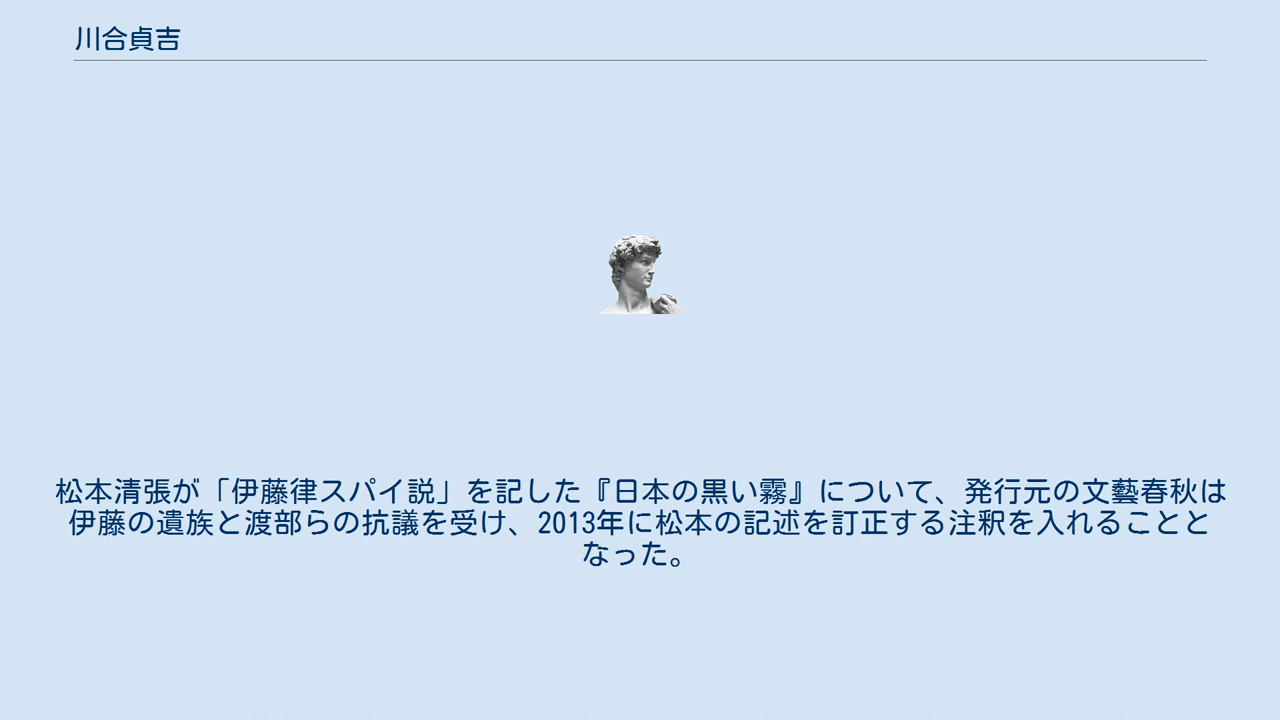 川合貞吉
松本清張が「伊藤律スパイ説」を記した『日本の黒い霧』について、発行元の文藝春秋は
伊藤の遺族と渡部らの抗議を受け、2013年に松本の記述を訂正する注釈を入れることと
なった。